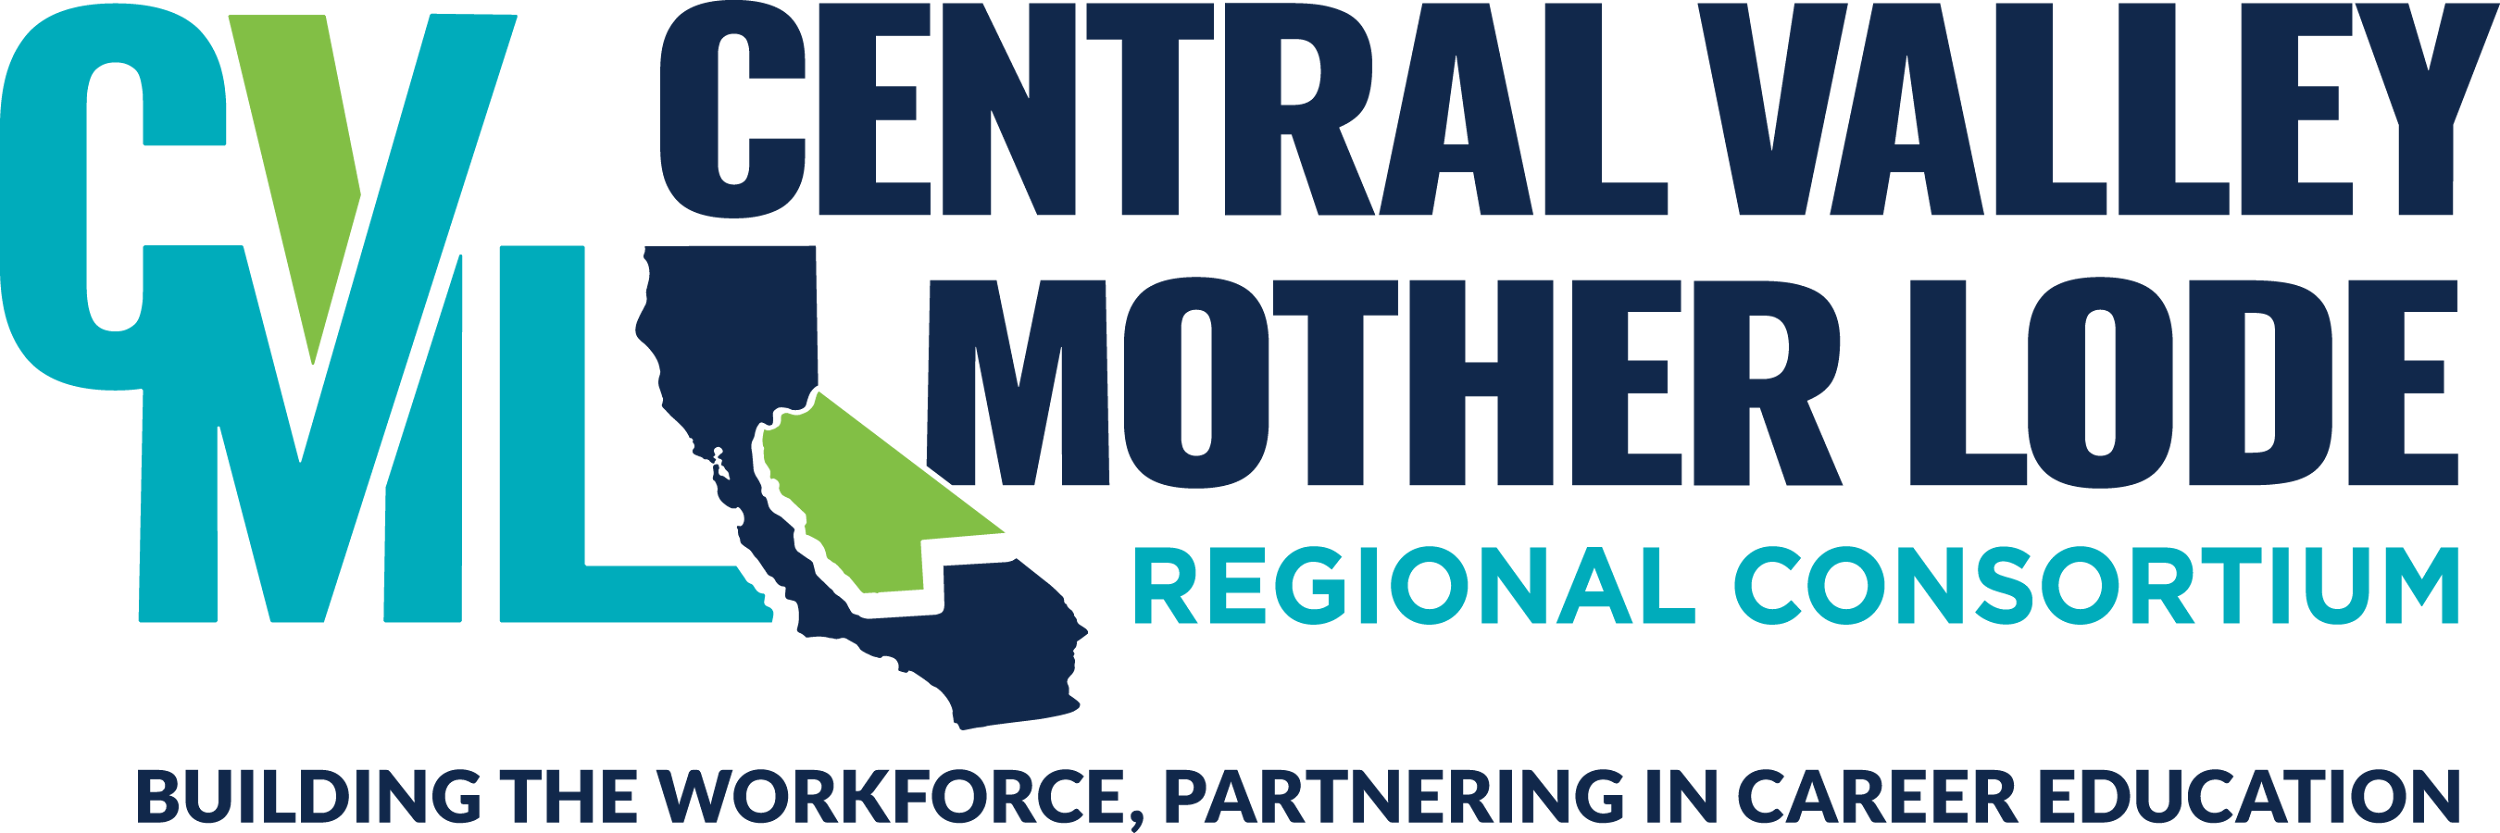 CVML
CENTRAL VALLEY
MOTHER LODE
REGIONAL CONSORTIUM
BUILDING THE WORKFORCE, PARTNERING IN CAREER EDUCATION